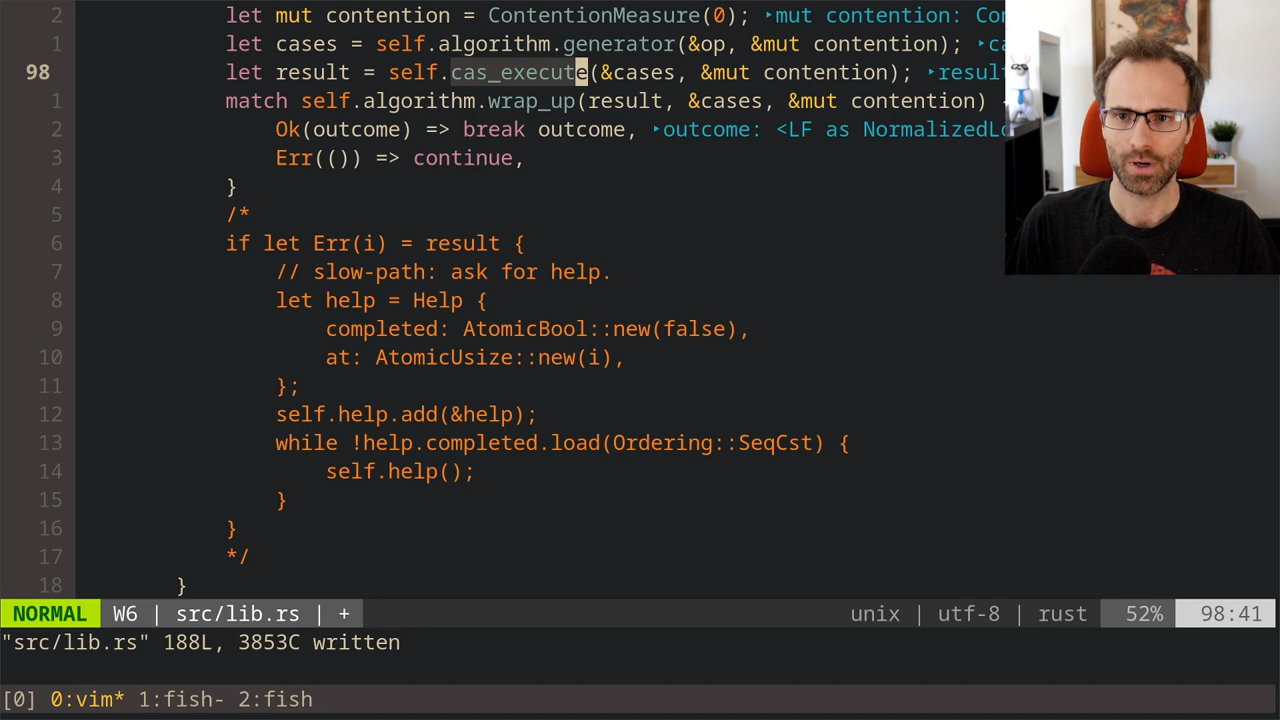 2 let mut contention = ContentionMeasure(0); ‣mut contention: Con
1 let cases = self.algorithm.generator(&op, &mut contention); ‣ca
98 let result = self.cas_execute(&cases, &mut contention); ‣result
1 match self.algorithm.wrap_up(result, &cases, &mut contention) {
2 Ok(outcome) => break outcome, ‣outcome: <LF as NormalizedLo
3 Err(()) => continue,
4 }
5 /*
6 if let Err(i) = result {
7 // slow-path: ask for help.
8 let help = Help {
9 completed: AtomicBool::new(false),
10 at: AtomicUsize::new(i),
11 };
12 self.help.add(&help);
13 while !help.completed.load(Ordering::SeqCst) {
14 self.help();
15 }
16 }
17 */
18 }
NORMAL W6 | src/lib.rs | + unix | utf-8 | rust 52% 98:41
"src/lib.rs" 188L, 3853C written
[0] 0:vim* 1:fish- 2:fish